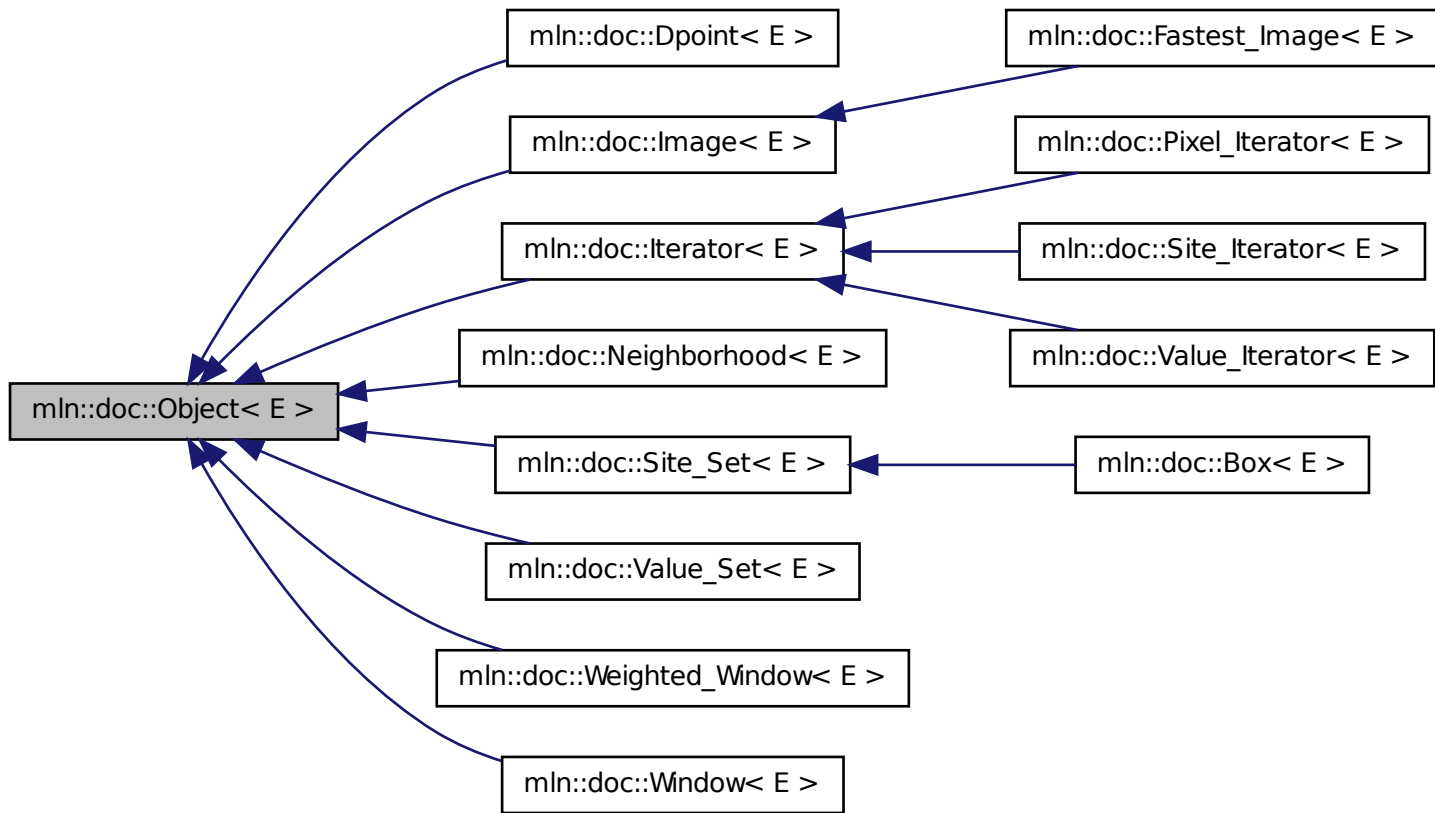 mln::doc::Dpoint< E >
mln::doc::Fastest_Image< E >
mln::doc::Image< E >
mln::doc::Pixel_Iterator< E >
mln::doc::Iterator< E >
mln::doc::Site_Iterator< E >
mln::doc::Neighborhood< E >
mln::doc::Value_Iterator< E >
mln::doc::Object< E >
mln::doc::Site_Set< E >
mln::doc::Box< E >
mln::doc::Value_Set< E >
mln::doc::Weighted_Window< E >
mln::doc::Window< E >